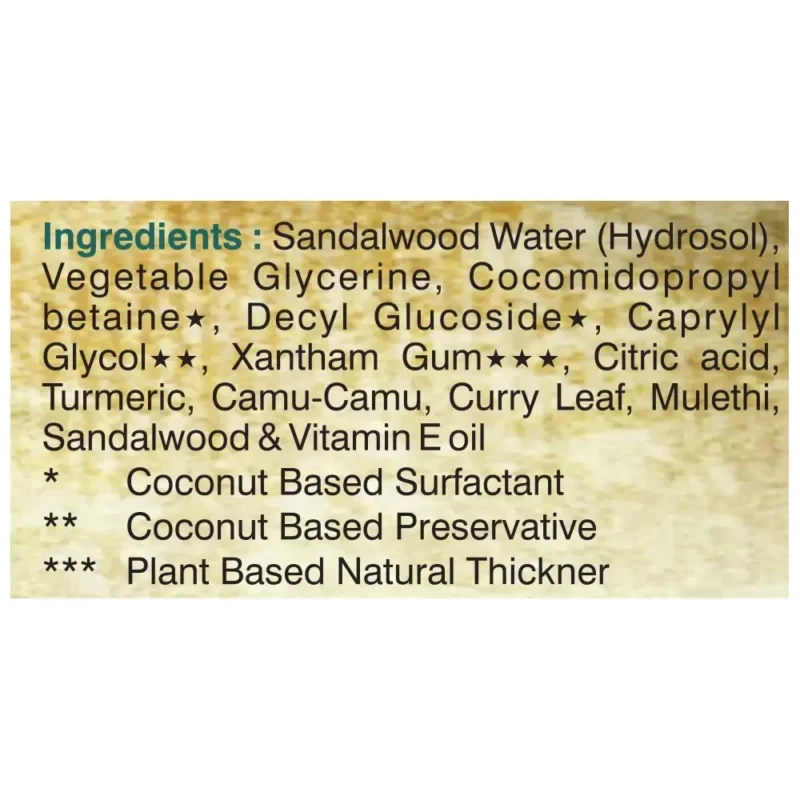 Ingredients : Sandalwood Water (Hydrosol),
Vegetable Glycerine, Cocomidopropyl
betaine★, Decyl Glucoside★, Caprylyl
Glycol★★, Xantham Gum★★★, Citric acid,
Turmeric, Camu-Camu, Curry Leaf, Mulethi,
Sandalwood & Vitamin E oil
* Coconut Based Surfactant
** Coconut Based Preservative
*** Plant Based Natural Thickner